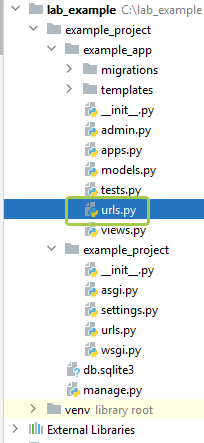 lab_example C:\lab_example
example_project
example_app
migrations
templates
__init__.py
admin.py
apps.py
models.py
tests.py
urls.py
views.py
example_project
__init__.py
asgi.py
settings.py
urls.py
wsgi.py
db.sqlite3
manage.py
venv library root
External Libraries